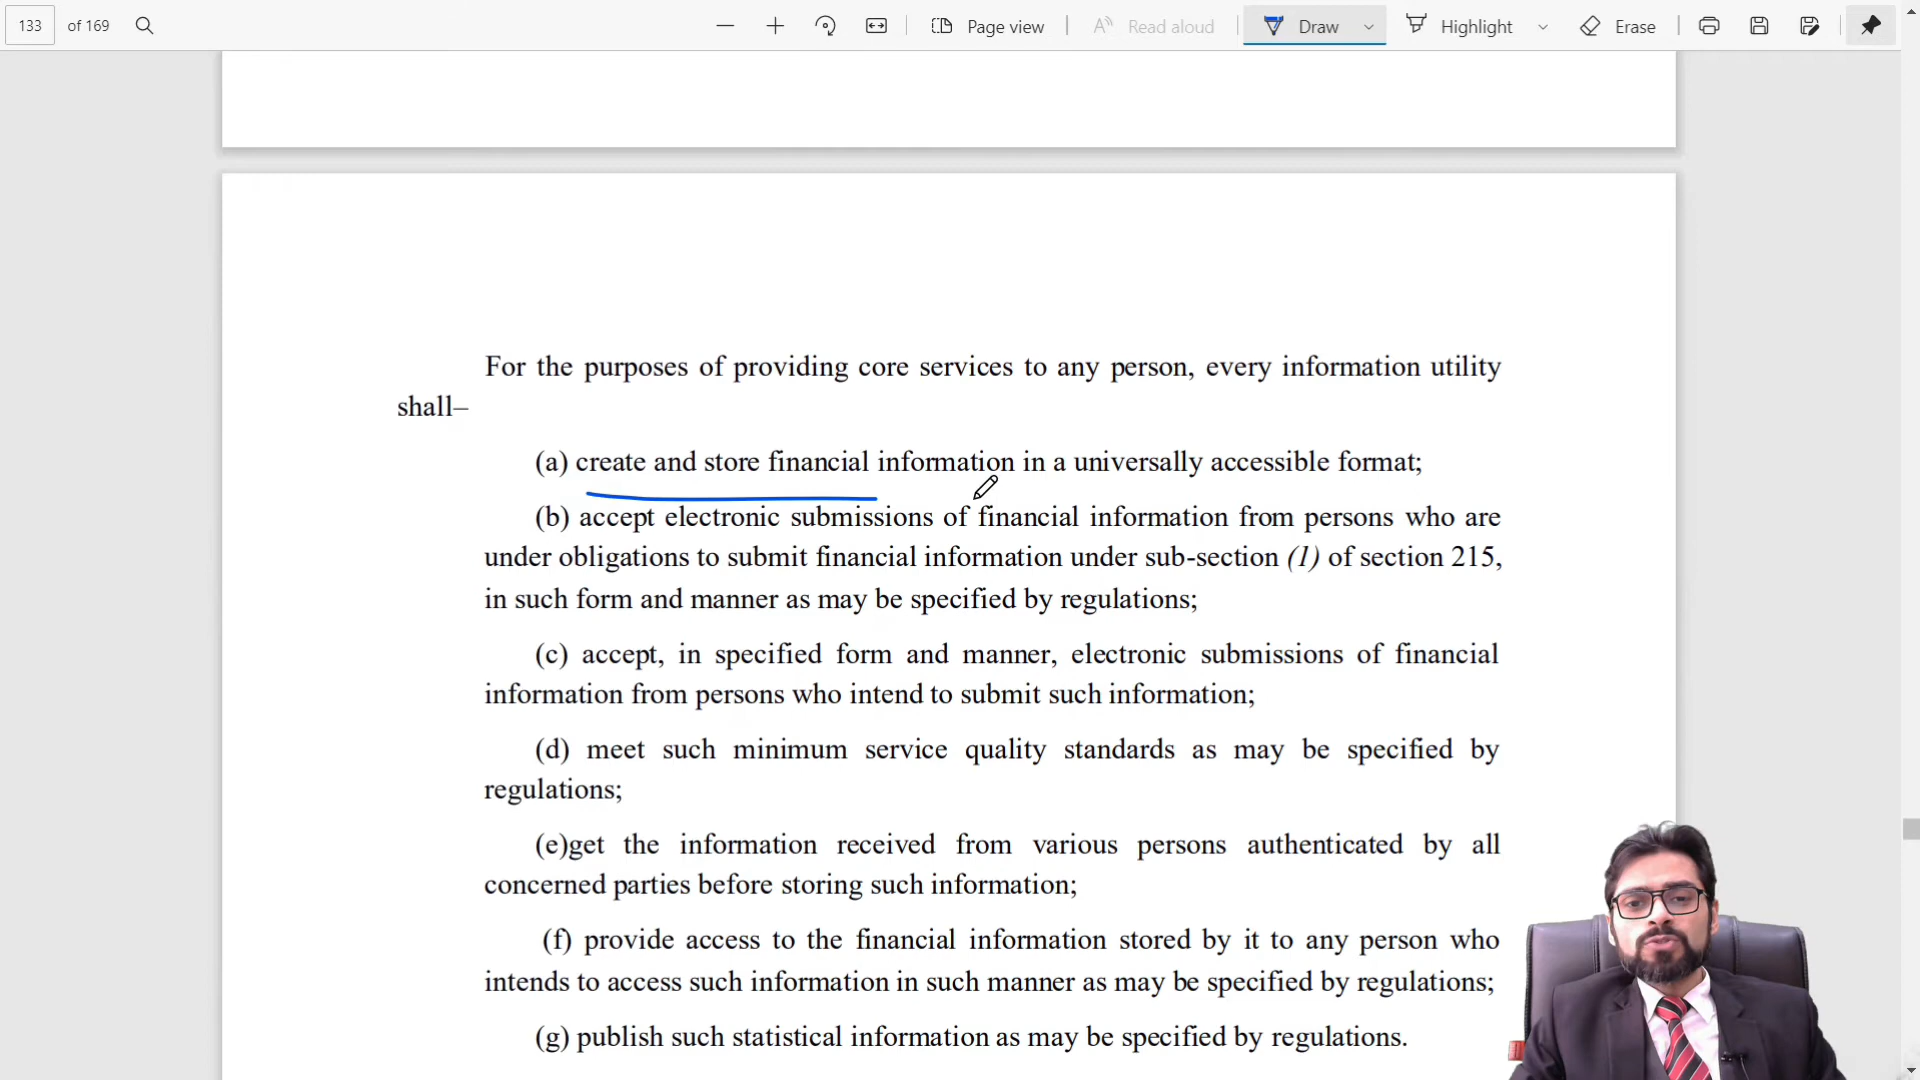 133 of 169
Page view
Read aloud
Draw
Highlight
Erase
For the purposes of providing core services to any person, every information utility
shall–
(a) create and store financial information in a universally accessible format;
(b) accept electronic submissions of financial information from persons who are
under obligations to submit financial information under sub-section (1) of section 215,
in such form and manner as may be specified by regulations;
(c) accept, in specified form and manner, electronic submissions of financial
information from persons who intend to submit such information;
(d) meet such minimum service quality standards as may be specified by
regulations;
(e)get the information received from various persons authenticated by all
concerned parties before storing such information;
(f) provide access to the financial information stored by it to any person who
intends to access such information in such manner as may be specified by regulations;
(g) publish such statistical information as may be specified by regulations.